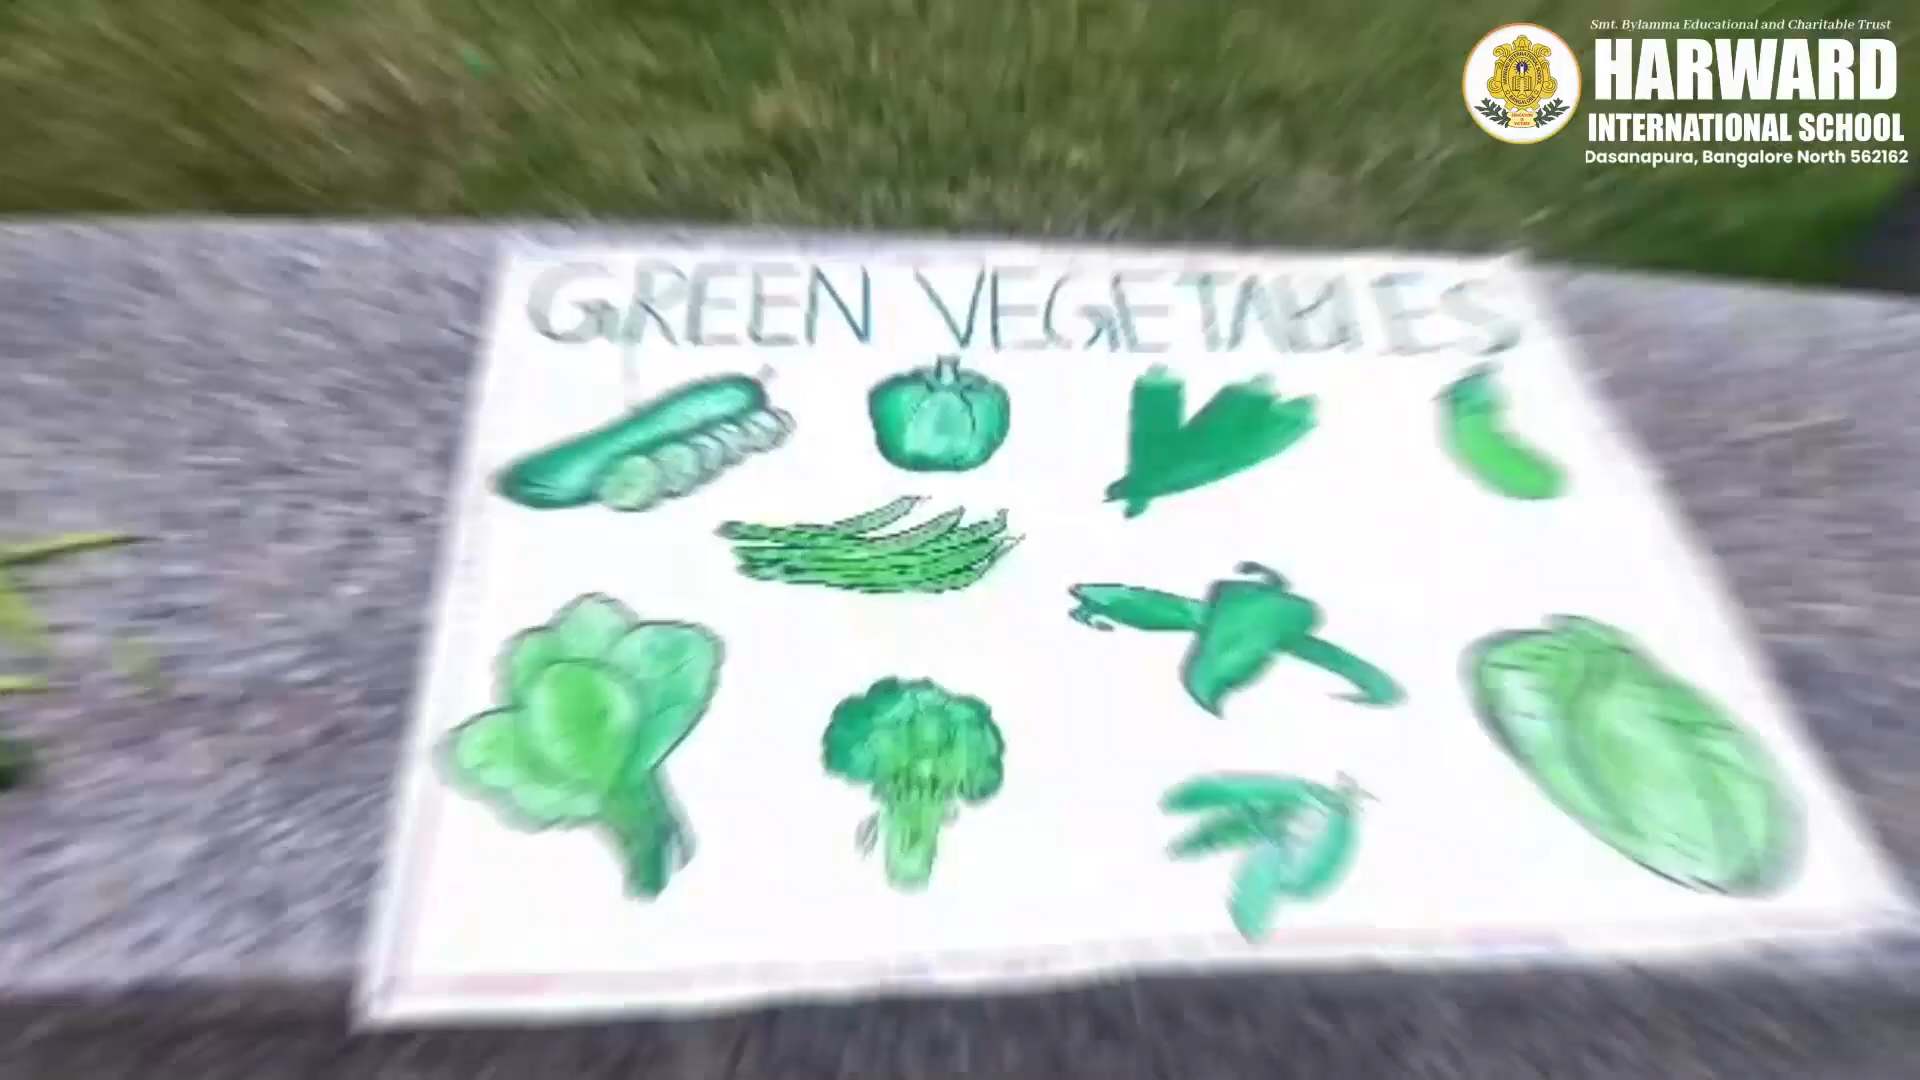 Smt. Bylamma Educational and Charitable Trust
HARWARD
INTERNATIONAL SCHOOL
Dasanapura, Bangalore North 562162
GREEN VEGETABLES